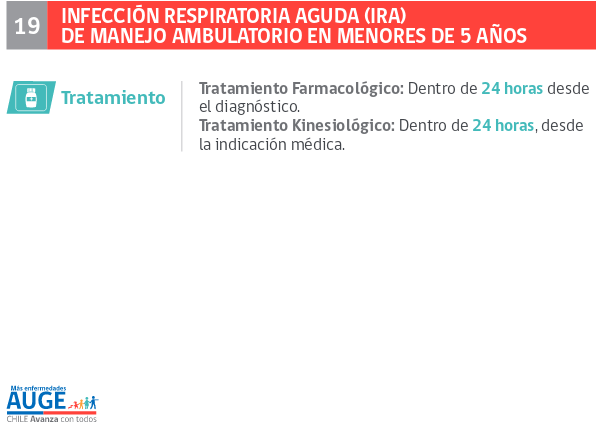 19
INFECCIÓN RESPIRATORIA AGUDA (IRA)
DE MANEJO AMBULATORIO EN MENORES DE 5 AÑOS
Tratamiento
Tratamiento Farmacológico: Dentro de 24 horas desde
el diagnóstico.
Tratamiento Kinesiológico: Dentro de 24 horas, desde
la indicación médica.
Más enfermedades
AUGE
CHILE Avanza con todos